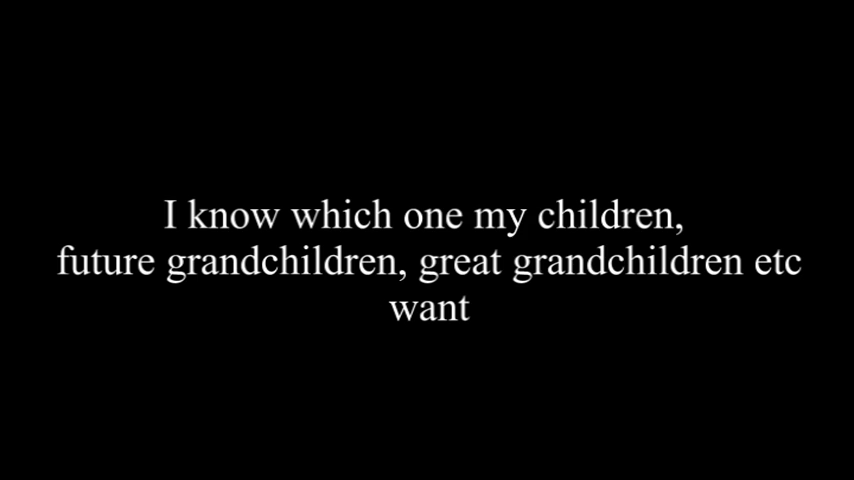 I know which one my children,
future grandchildren, great grandchildren etc
want